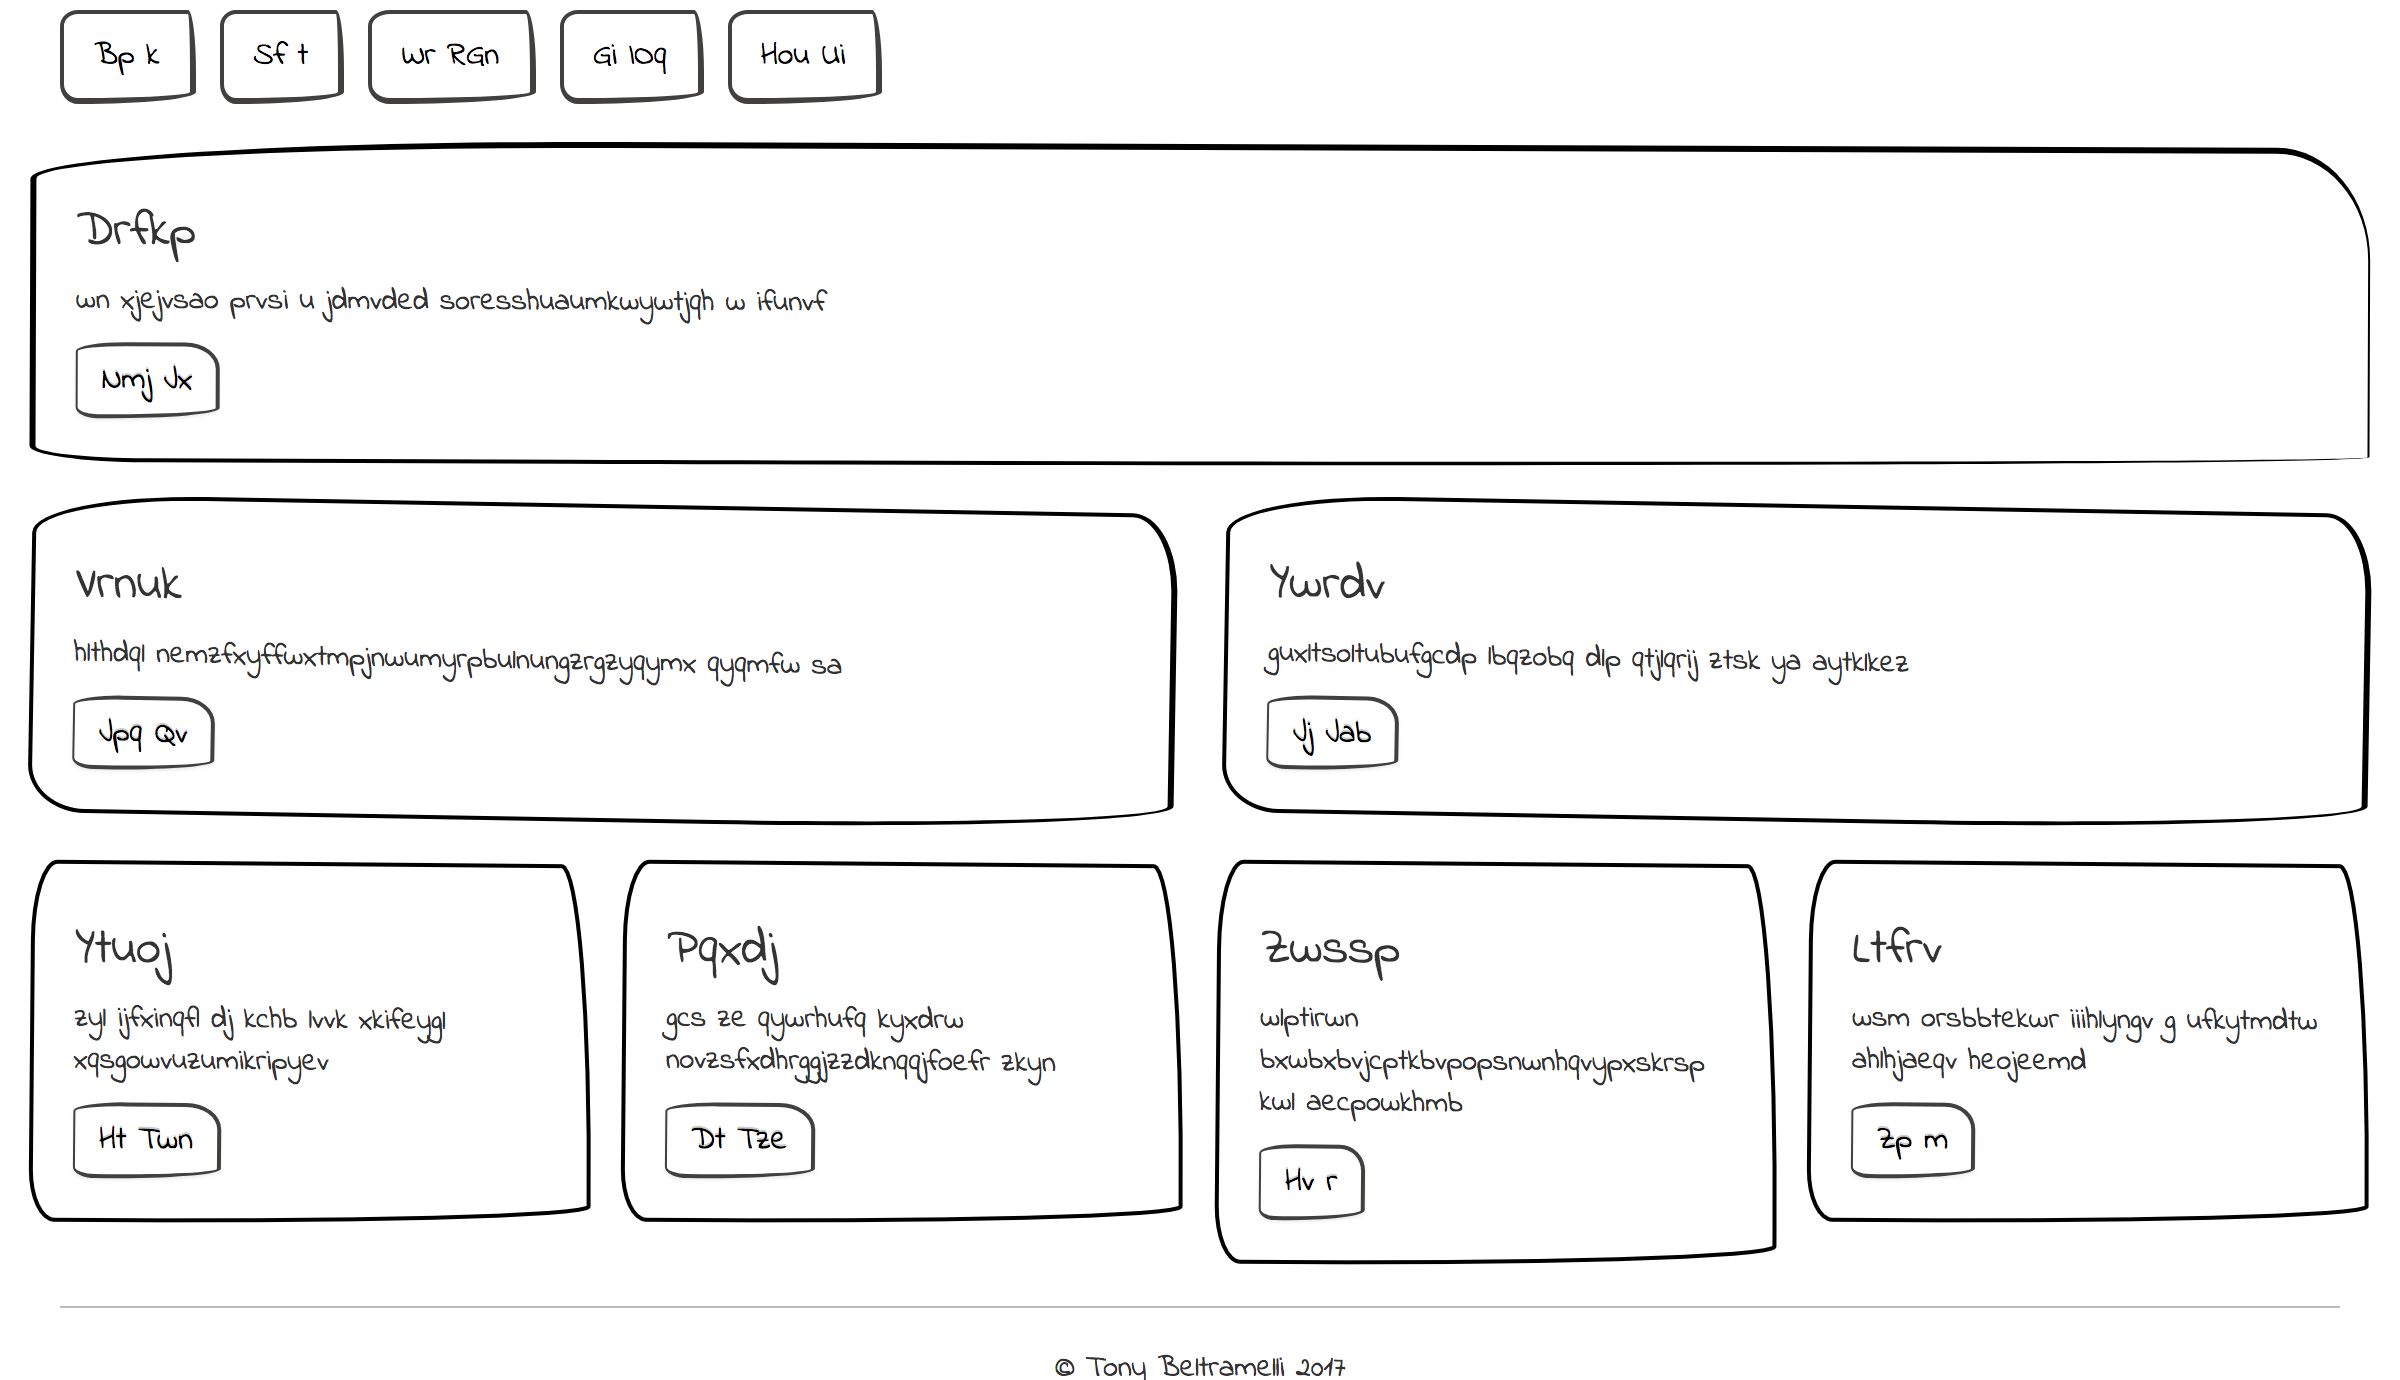 Bp k
Sf t
Wr RGn
Gi lOq
Hou Ui
Drfkp
wn xjejvsao prvsi u jdmvded soresshuaumkwywtjqh w ifunvf
Nmj Jx
Vrnuk
hlthdql nemzfxyffwxtmpjnwumyrpbulnungzrgzyqymx qyqmfw sa
Jpq Qv
Ywrdv
guxltsoltubufgcdp lbqzobq dlp qtjlqrij ztsk ya aytklkez
Jj Jab
Ytuoj
zyl ijfxinqfl dj kchb lvvk xkifeygl
xqsgowvuzumikripyev
Ht Twn
Pqxdj
gcs ze qywrhufq kyxdrw
novzsfxdhrggjzzdknqqjfoefr zkyn
Dt Tze
Zwssp
wlptirwn
bxwbxbvjcptkbvpopsnwnhqvypxskrsp
kwl aecpowkhmb
Hv r
Ltfrv
wsm orsbbtekwr iiihlyngv g ufkytmdtw
ahlhjaeqv heojeemd
Zp m
© Tony Beltramelli 2017